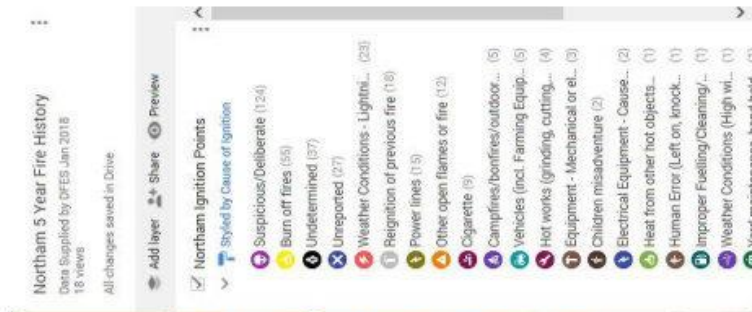 Northam 5 Year Fire History
Data Supplied by DFES Jan 2018
18 views
All changes saved in Drive
Add layer Share Preview
Northam Ignition Points
Styled by Cause of Ignition
Suspicious/Deliberate (124)
Burn off fires (55)
Undetermined (37)
Unreported (27)
Weather Conditions - Lightni... (23)
Reignition of previous fire (18)
Power lines (15)
Other open flames or fire (12)
Cigarette (9)
Campfires/bonfires/outdoor... (5)
Vehicles (incl. Farming Equip... (5)
Hot works (grinding, cutting,... (4)
Equipment - Mechanical or el... (3)
Children misadventure (2)
Electrical Equipment - Cause... (2)
Heat from other hot objects... (1)
Human Error (Left on, knock... (1)
Improper Fuelling/Cleaning/... (1)
Weather Conditions (High wi... (1)